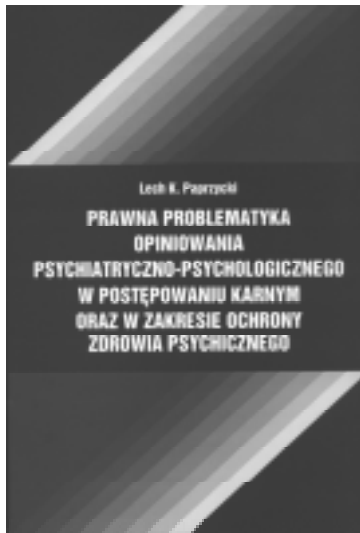 Lech K. Paprzycki
PRAWNA PROBLEMATYKA
OPINIOWANIA
PSYCHIATRYCZNO-PSYCHOLOGICZNEGO
W POSTĘPOWANIU KARNYM
ORAZ W ZAKRESIE OCHRONY
ZDROWIA PSYCHICZNEGO